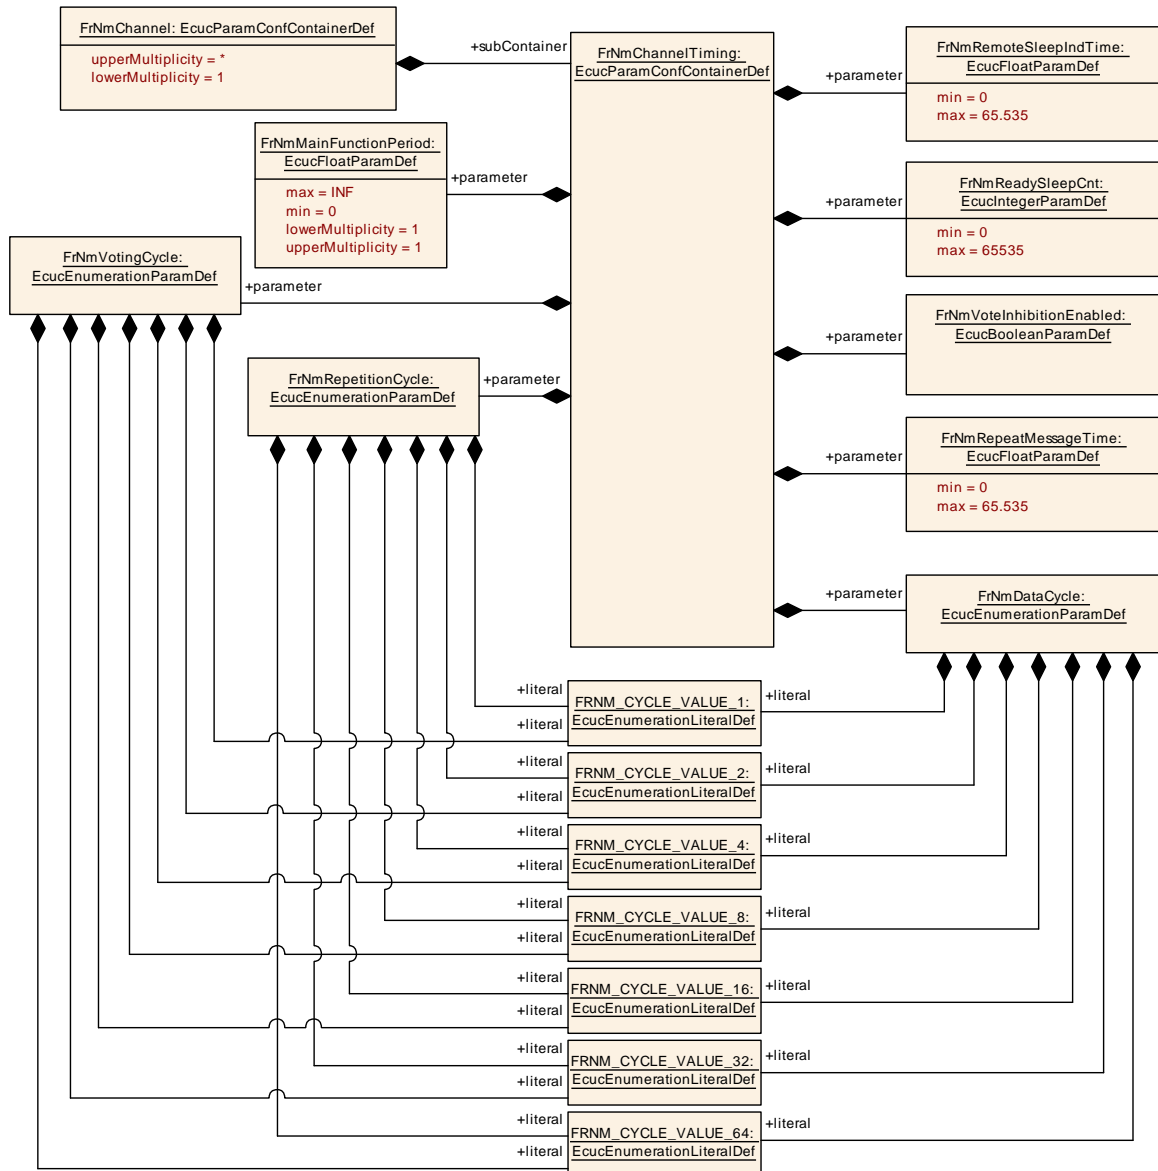 FrNmChannel: EcucParamConfContainerDef
upperMultiplicity = *
lowerMultiplicity = 1
+subContainer
FrNmChannelTiming:
EcucParamConfContainerDef
+parameter
FrNmRemoteSleepIndTime:
EcucFloatParamDef
min = 0
max = 65.535
FrNmMainFunctionPeriod:
EcucFloatParamDef
max = INF
min = 0
lowerMultiplicity = 1
upperMultiplicity = 1
+parameter
+parameter
FrNmReadySleepCnt:
EcucIntegerParamDef
min = 0
max = 65535
FrNmVotingCycle:
EcucEnumerationParamDef
+parameter
+parameter
FrNmVoteInhibitionEnabled:
EcucBooleanParamDef
FrNmRepetitionCycle:
EcucEnumerationParamDef
+parameter
+parameter
FrNmRepeatMessageTime:
EcucFloatParamDef
min = 0
max = 65.535
+parameter
FrNmDataCycle:
EcucEnumerationParamDef
+literal
+literal
FRNM_CYCLE_VALUE_1:
EcucEnumerationLiteralDef
+literal
+literal
+literal
FRNM_CYCLE_VALUE_2:
EcucEnumerationLiteralDef
+literal
+literal
+literal
FRNM_CYCLE_VALUE_4:
EcucEnumerationLiteralDef
+literal
+literal
+literal
FRNM_CYCLE_VALUE_8:
EcucEnumerationLiteralDef
+literal
+literal
+literal
FRNM_CYCLE_VALUE_16:
EcucEnumerationLiteralDef
+literal
+literal
+literal
FRNM_CYCLE_VALUE_32:
EcucEnumerationLiteralDef
+literal
+literal
+literal
FRNM_CYCLE_VALUE_64:
EcucEnumerationLiteralDef
+literal